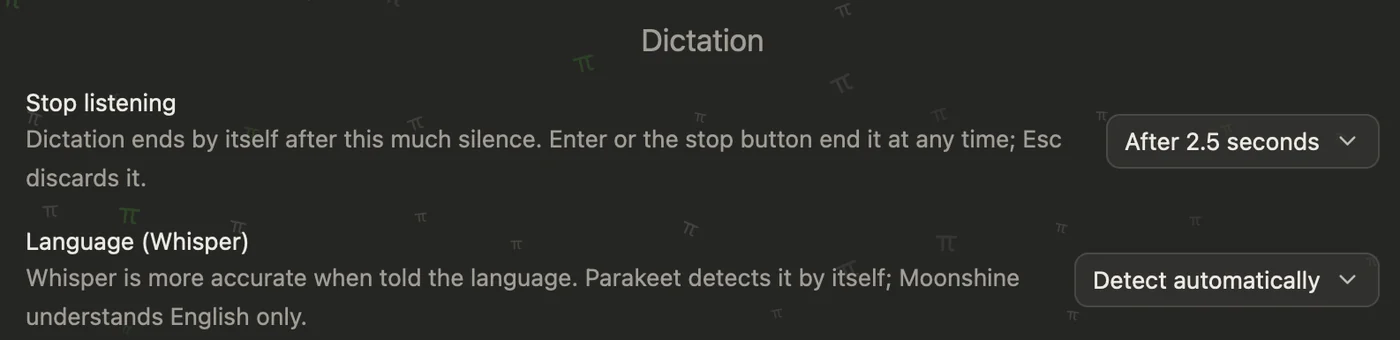 Dictation
Stop listening
Dictation ends by itself after this much silence. Enter or the stop button end it at any time; Esc
discards it.
After 2.5 seconds
Language (Whisper)
Whisper is more accurate when told the language. Parakeet detects it by itself; Moonshine
understands English only.
Detect automatically